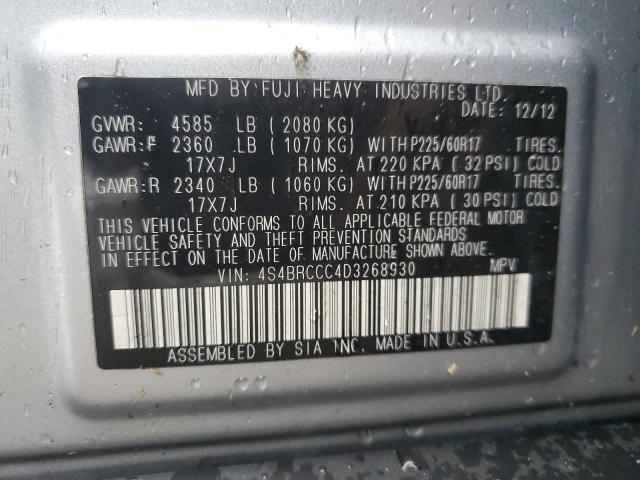 MFD BY FUJI HEAVY INDUSTRIES LTD
DATE: 12/12
GVWR: 4585 LB ( 2080 KG)
GAWR:F 2360 LB ( 1070 KG) WITH P225/60R17 TIRES,
17X7J RIMS, AT 220 KPA ( 32 PSI) COLD
GAWR:R 2340 LB ( 1060 KG) WITH P225/60R17 TIRES,
17X7J RIMS, AT 210 KPA ( 30 PSI) COLD
THIS VEHICLE CONFORMS TO ALL APPLICABLE FEDERAL MOTOR
VEHICLE SAFETY AND THEFT PREVENTION STANDARDS
IN EFFECT ON THE DATE OF MANUFACTURE SHOWN ABOVE.
VIN: 4S4BRCCC4D3268930 MPV
ASSEMBLED BY SIA INC. MADE IN U.S.A.